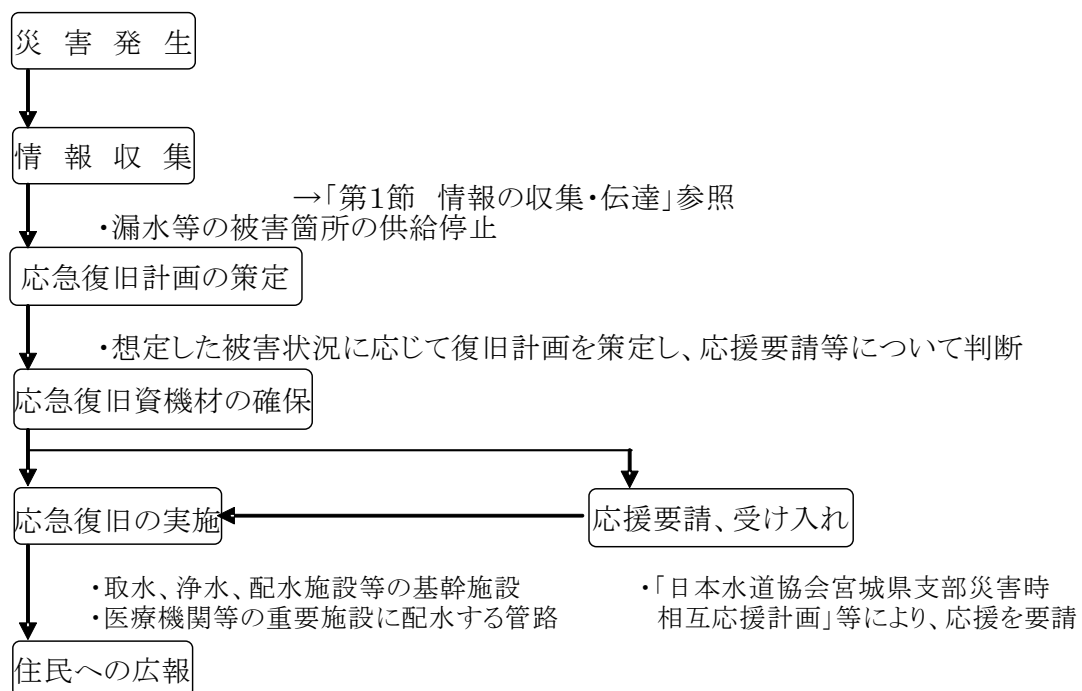 災 害 発 生
情 報 収 集
→「第1節 情報の収集・伝達」参照
・漏水等の被害箇所の供給停止
応急復旧計画の策定
・想定した被害状況に応じて復旧計画を策定し、応援要請等について判断
応急復旧資機材の確保
応急復旧の実施
応援要請、受け入れ
・取水、浄水、配水施設等の基幹施設
・医療機関等の重要施設に配水する管路
・「日本水道協会宮城県支部災害時
相互応援計画」等により、応援を要請
住民への広報